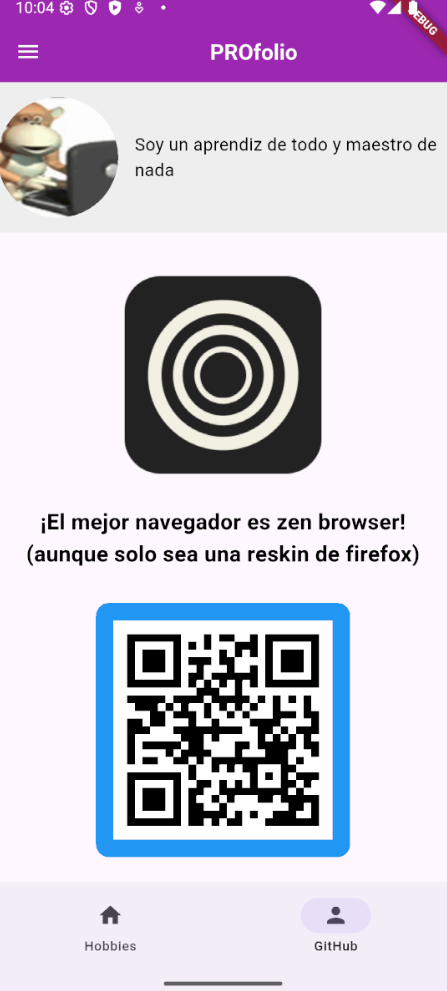 10:04
PROfolio
Soy un aprendiz de todo y maestro de
nada
¡El mejor navegador es zen browser!
(aunque solo sea una reskin de firefox)
Hobbies
GitHub